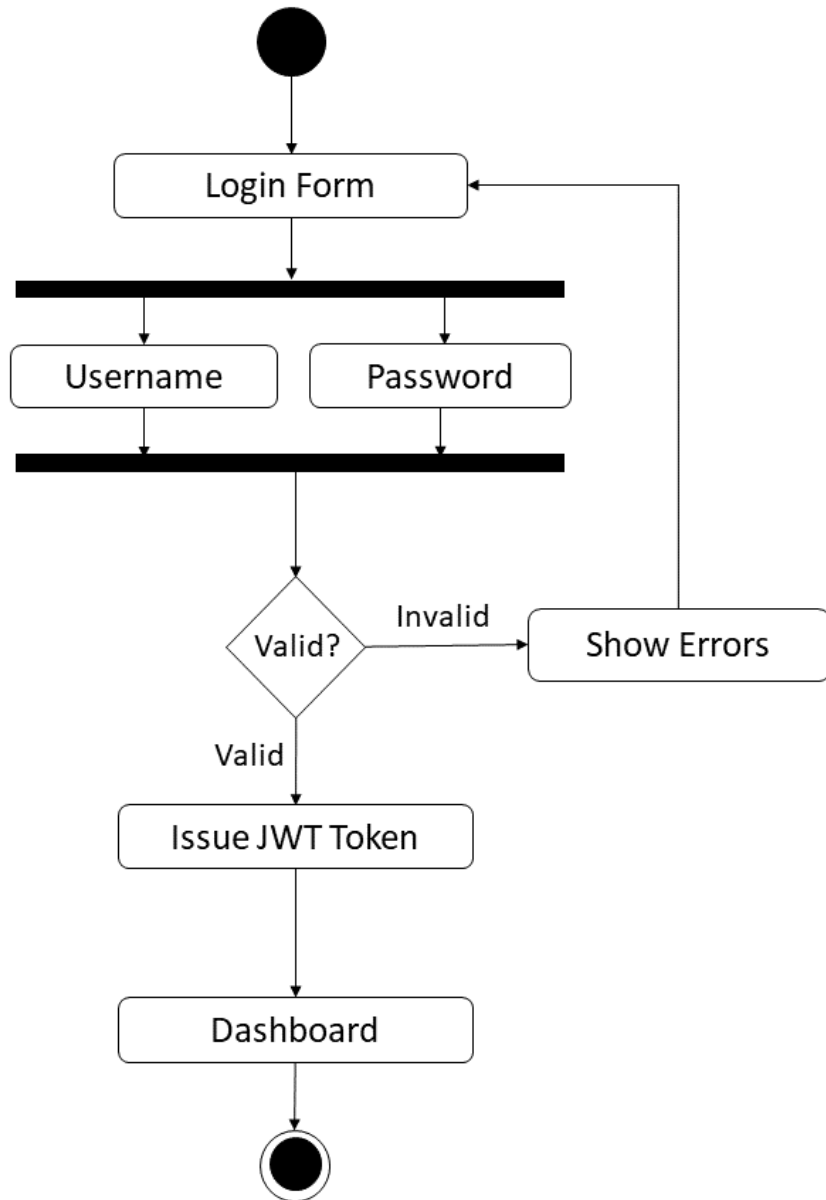 Login Form
Username
Password
Valid?
Invalid
Show Errors
Valid
Issue JWT Token
Dashboard